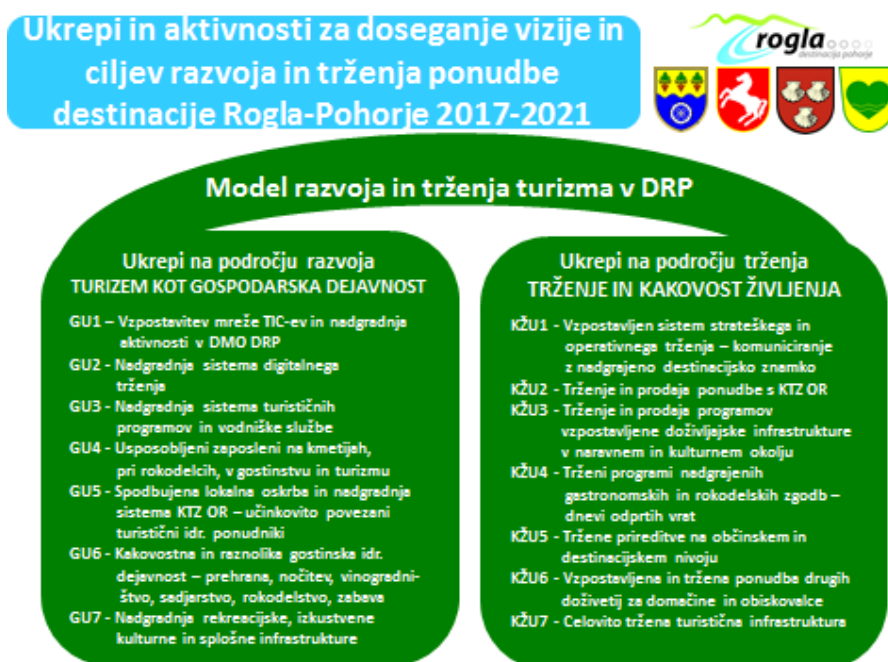 Ukrepi in aktivnosti za doseganje vizije in
ciljev razvoja in trženja ponudbe
destinacije Rogla-Pohorje 2017-2021
rogla
destinacija pohorje
Model razvoja in trženja turizma v DRP
Ukrepi na področju razvoja
TURIZEM KOT GOSPODARSKA DEJAVNOST
GU1 – Vzpostavitev mreže TIC-ev in nadgradnja
aktivnosti v DMO DRP
GU2 - Nadgradnja sistema digitalnega
trženja
GU3 - Nadgradnja sistema turističnih
programov in vodniške službe
GU4 - Usposobljeni zaposleni na kmetijah,
pri rokodelcih, v gostinstvu in turizmu
GU5 - Spodbujena lokalna oskrba in nadgradnja
sistema KTZ OR – učinkovito povezani
turistični idr. ponudniki
GU6 - Kakovostna in raznolika gostinska idr.
dejavnost – prehrana, nočitev, vinogradni-
štvo, sadjarstvo, rokodelstvo, zabava
GU7 - Nadgradnja rekreacijske, izkustvene
kulturne in splošne infrastrukture
Ukrepi na področju trženja
TRŽENJE IN KAKOVOST ŽIVLJENJA
KŽU1 - Vzpostavljen sistem strateškega in
operativnega trženja – komuniciranje
z nadgrajeno destinacijsko znamko
KŽU2 - Trženje in prodaja ponudbe s KTZ OR
KŽU3 - Trženje in prodaja programov
vzpostavljene doživljajske infrastrukture
v naravnem in kulturnem okolju
KŽU4 - Trženi programi nadgrajenih
gastronomskih in rokodelskih zgodb –
dnevi odprtih vrat
KŽU5 - Tržene prireditve na občinskem in
destinacijskem nivoju
KŽU6 - Vzpostavljena in tržena ponudba drugih
doživetij za domačine in obiskovalce
KŽU7 - Celovito tržena turistična infrastruktura